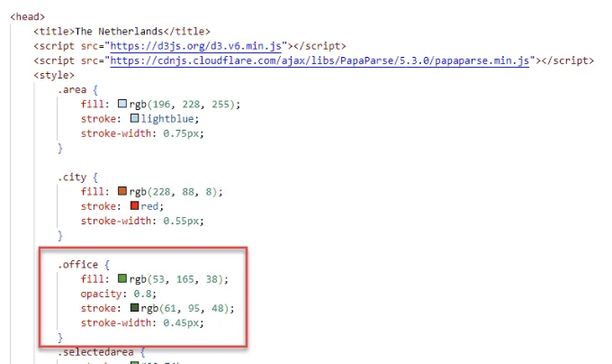 <head>
<title>The Netherlands</title>
<script src="https://d3js.org/d3.v6.min.js"></script>
<script src="https://cdnjs.cloudflare.com/ajax/libs/PapaParse/5.3.0/papaparse.min.js"></script>
<style>
.area {
fill: rgb(196, 228, 255);
stroke: lightblue;
stroke-width: 0.75px;
}
.city {
fill: rgb(228, 88, 8);
stroke: red;
stroke-width: 0.55px;
}
.office {
fill: rgb(53, 165, 38);
opacity: 0.8;
stroke: rgb(61, 95, 48);
stroke-width: 0.45px;
}
.selectedarea {